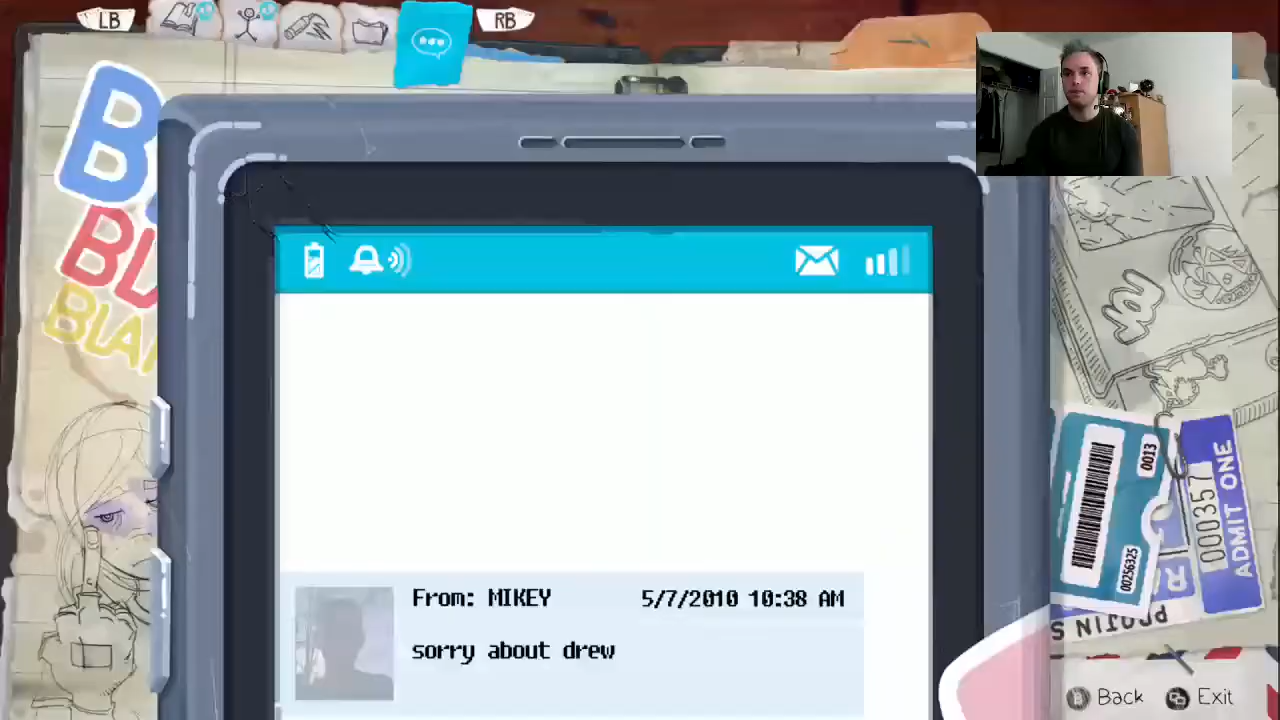 LB
RB
From: MIKEY 5/7/2010 10:38 AM
sorry about drew
0013
00256325
000357
ADMIT ONE
Back
Exit